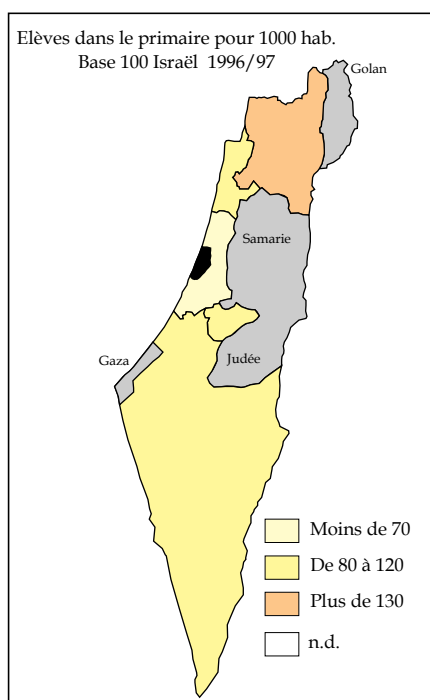 Elèves dans le primaire pour 1000 hab.
Base 100 Israël 1996/97
Golan
Samarie
Gaza
Judée
Moins de 70
De 80 à 120
Plus de 130
n.d.